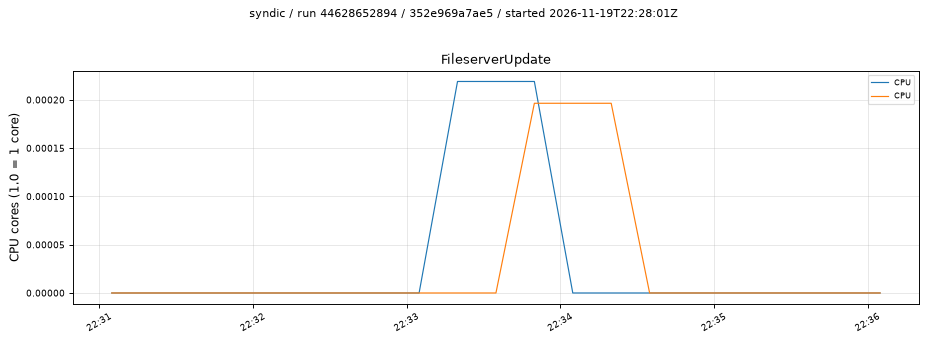 syndic / run 44628652894 / 352e969a7ae5 / started 2026-11-19T22:28:01Z
FileserverUpdate
CPU cores (1.0 = 1 core)
0.00020
0.00015
0.00010
0.00005
0.00000
CPU
CPU
22:31
22:32
22:33
22:34
22:35
22:36